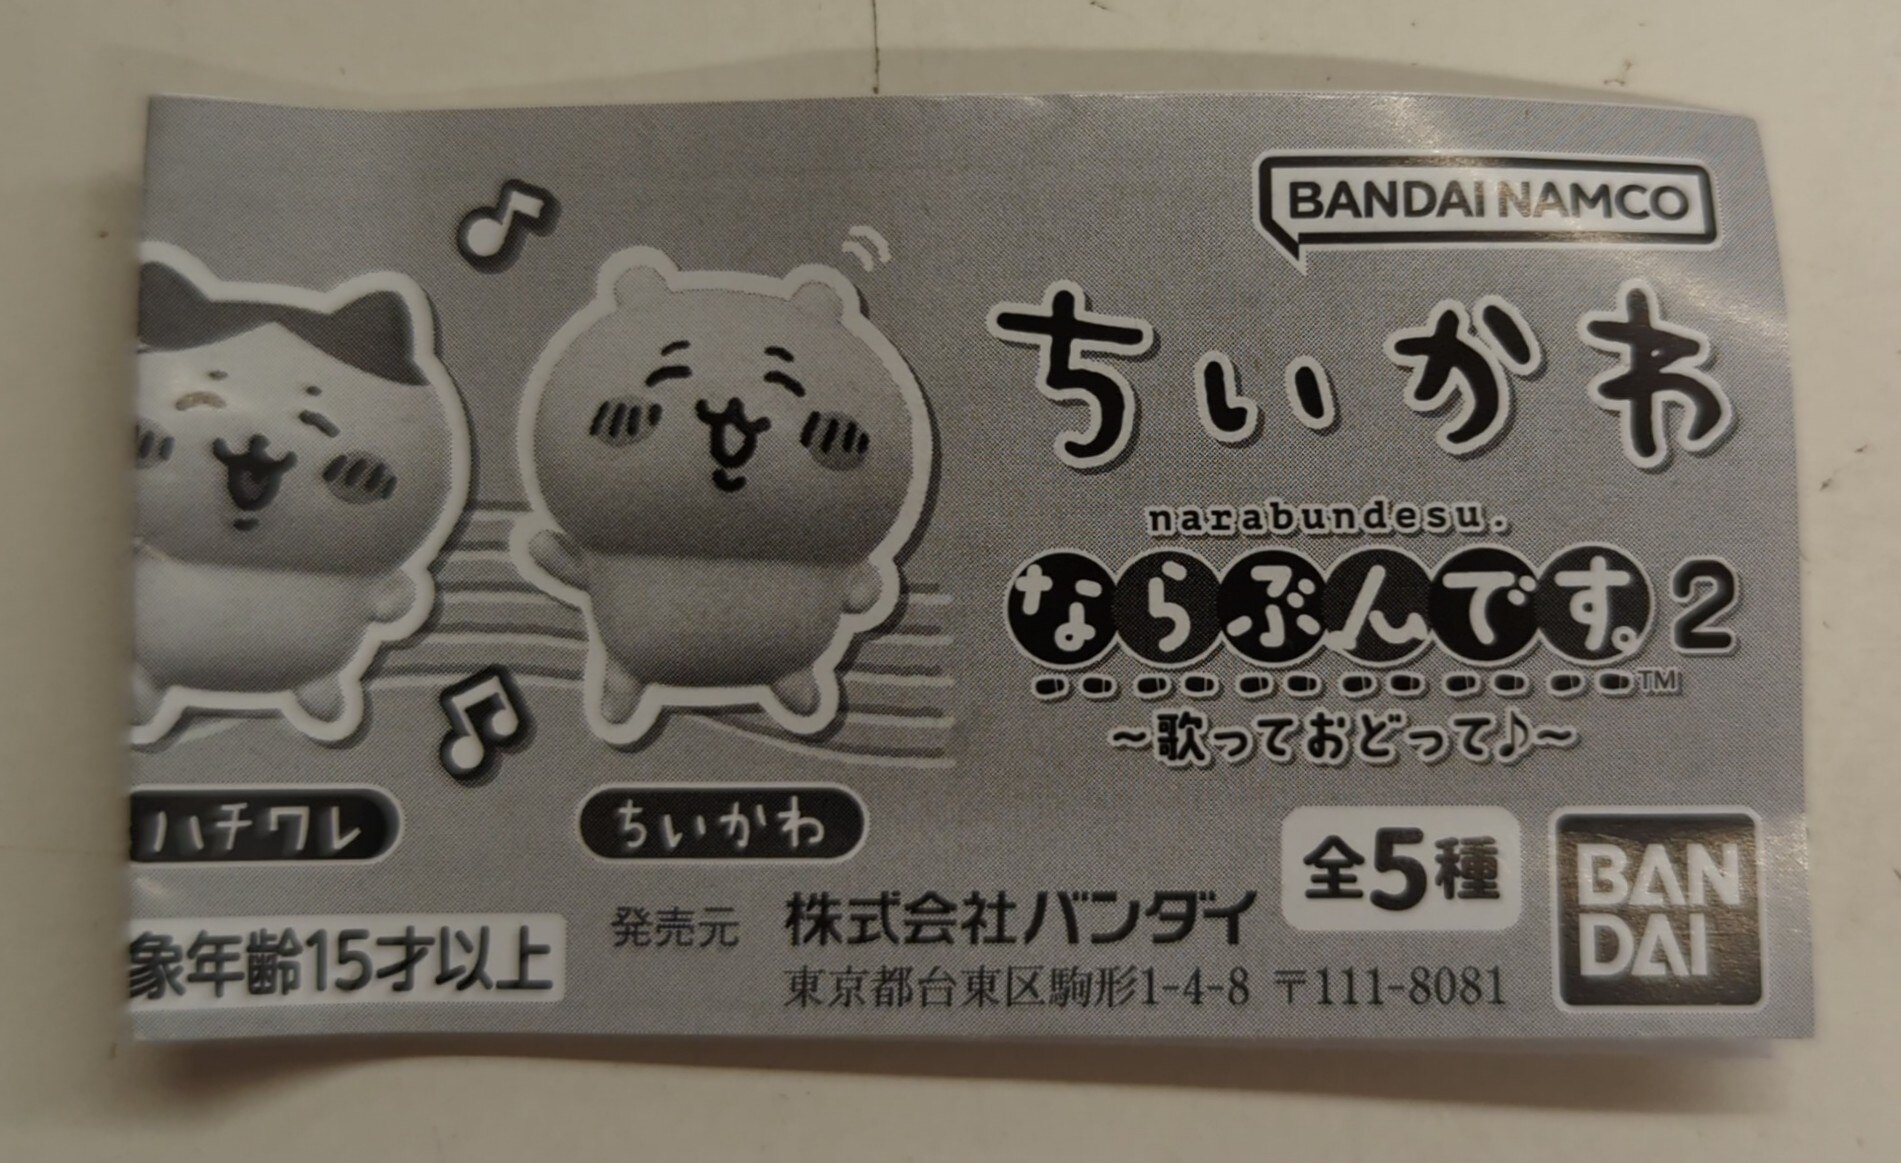 BANDAI NAMCO
ちいかわ
narabundesu.
ならぶんです。2
TM
～歌っておどって♪～
ハチワレ
ちいかわ
全5種
BAN
DAI
象年齢15才以上
発売元 株式会社バンダイ
東京都台東区駒形1-4-8 〒111-8081